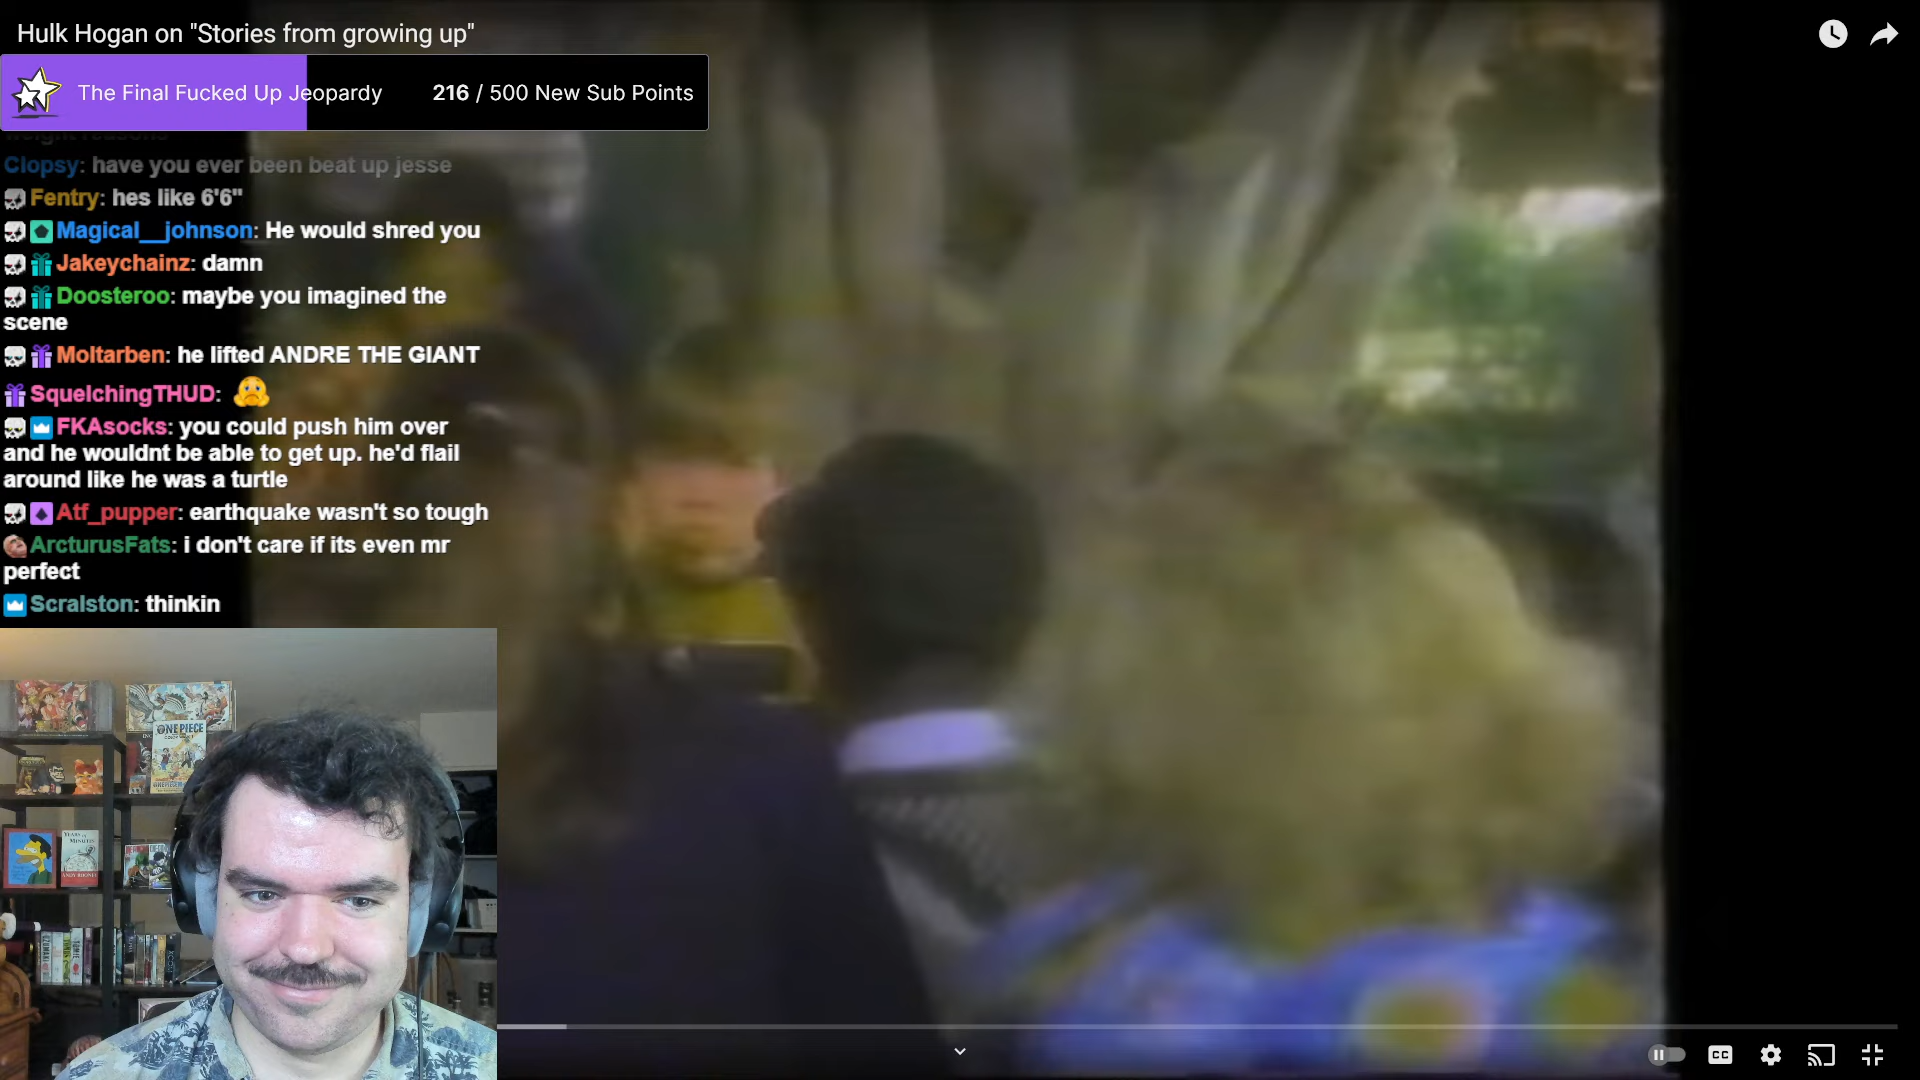 Hulk Hogan on "Stories from growing up"
The Final Fucked Up Jeopardy 216 / 500 New Sub Points
Clopsy: have you ever been beat up jesse
Fentry: hes like 6'6"
Magical__johnson: He would shred you
Jakeychainz: damn
Doosteroo: maybe you imagined the
scene
Moltarben: he lifted ANDRE THE GIANT
SquelchingTHUD:
FKAsocks: you could push him over
and he wouldnt be able to get up. he'd flail
around like he was a turtle
Atf_pupper: earthquake wasn't so tough
ArcturusFats: i don't care if its even mr
perfect
Scralston: thinkin
ONE PIECE
CC